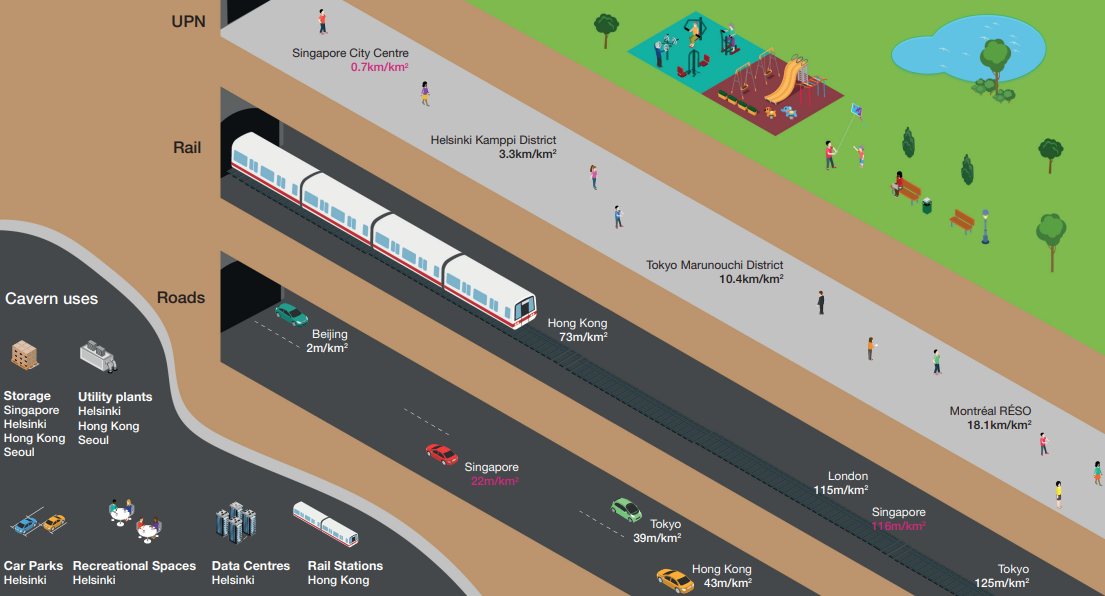 UPN
Singapore City Centre
0.7km/km²
Helsinki Kamppi District
3.3km/km²
Tokyo Marunouchi District
10.4km/km²
Montréal RÉSO
18.1km/km²
Rail
Hong Kong
73m/km²
London
115m/km²
Singapore
116m/km²
Tokyo
125m/km²
Roads
Beijing
2m/km²
Singapore
22m/km²
Tokyo
39m/km²
Hong Kong
43m/km²
Cavern uses
Storage
Singapore
Helsinki
Hong Kong
Seoul
Utility plants
Helsinki
Hong Kong
Seoul
Car Parks
Helsinki
Recreational Spaces
Helsinki
Data Centres
Helsinki
Rail Stations
Hong Kong